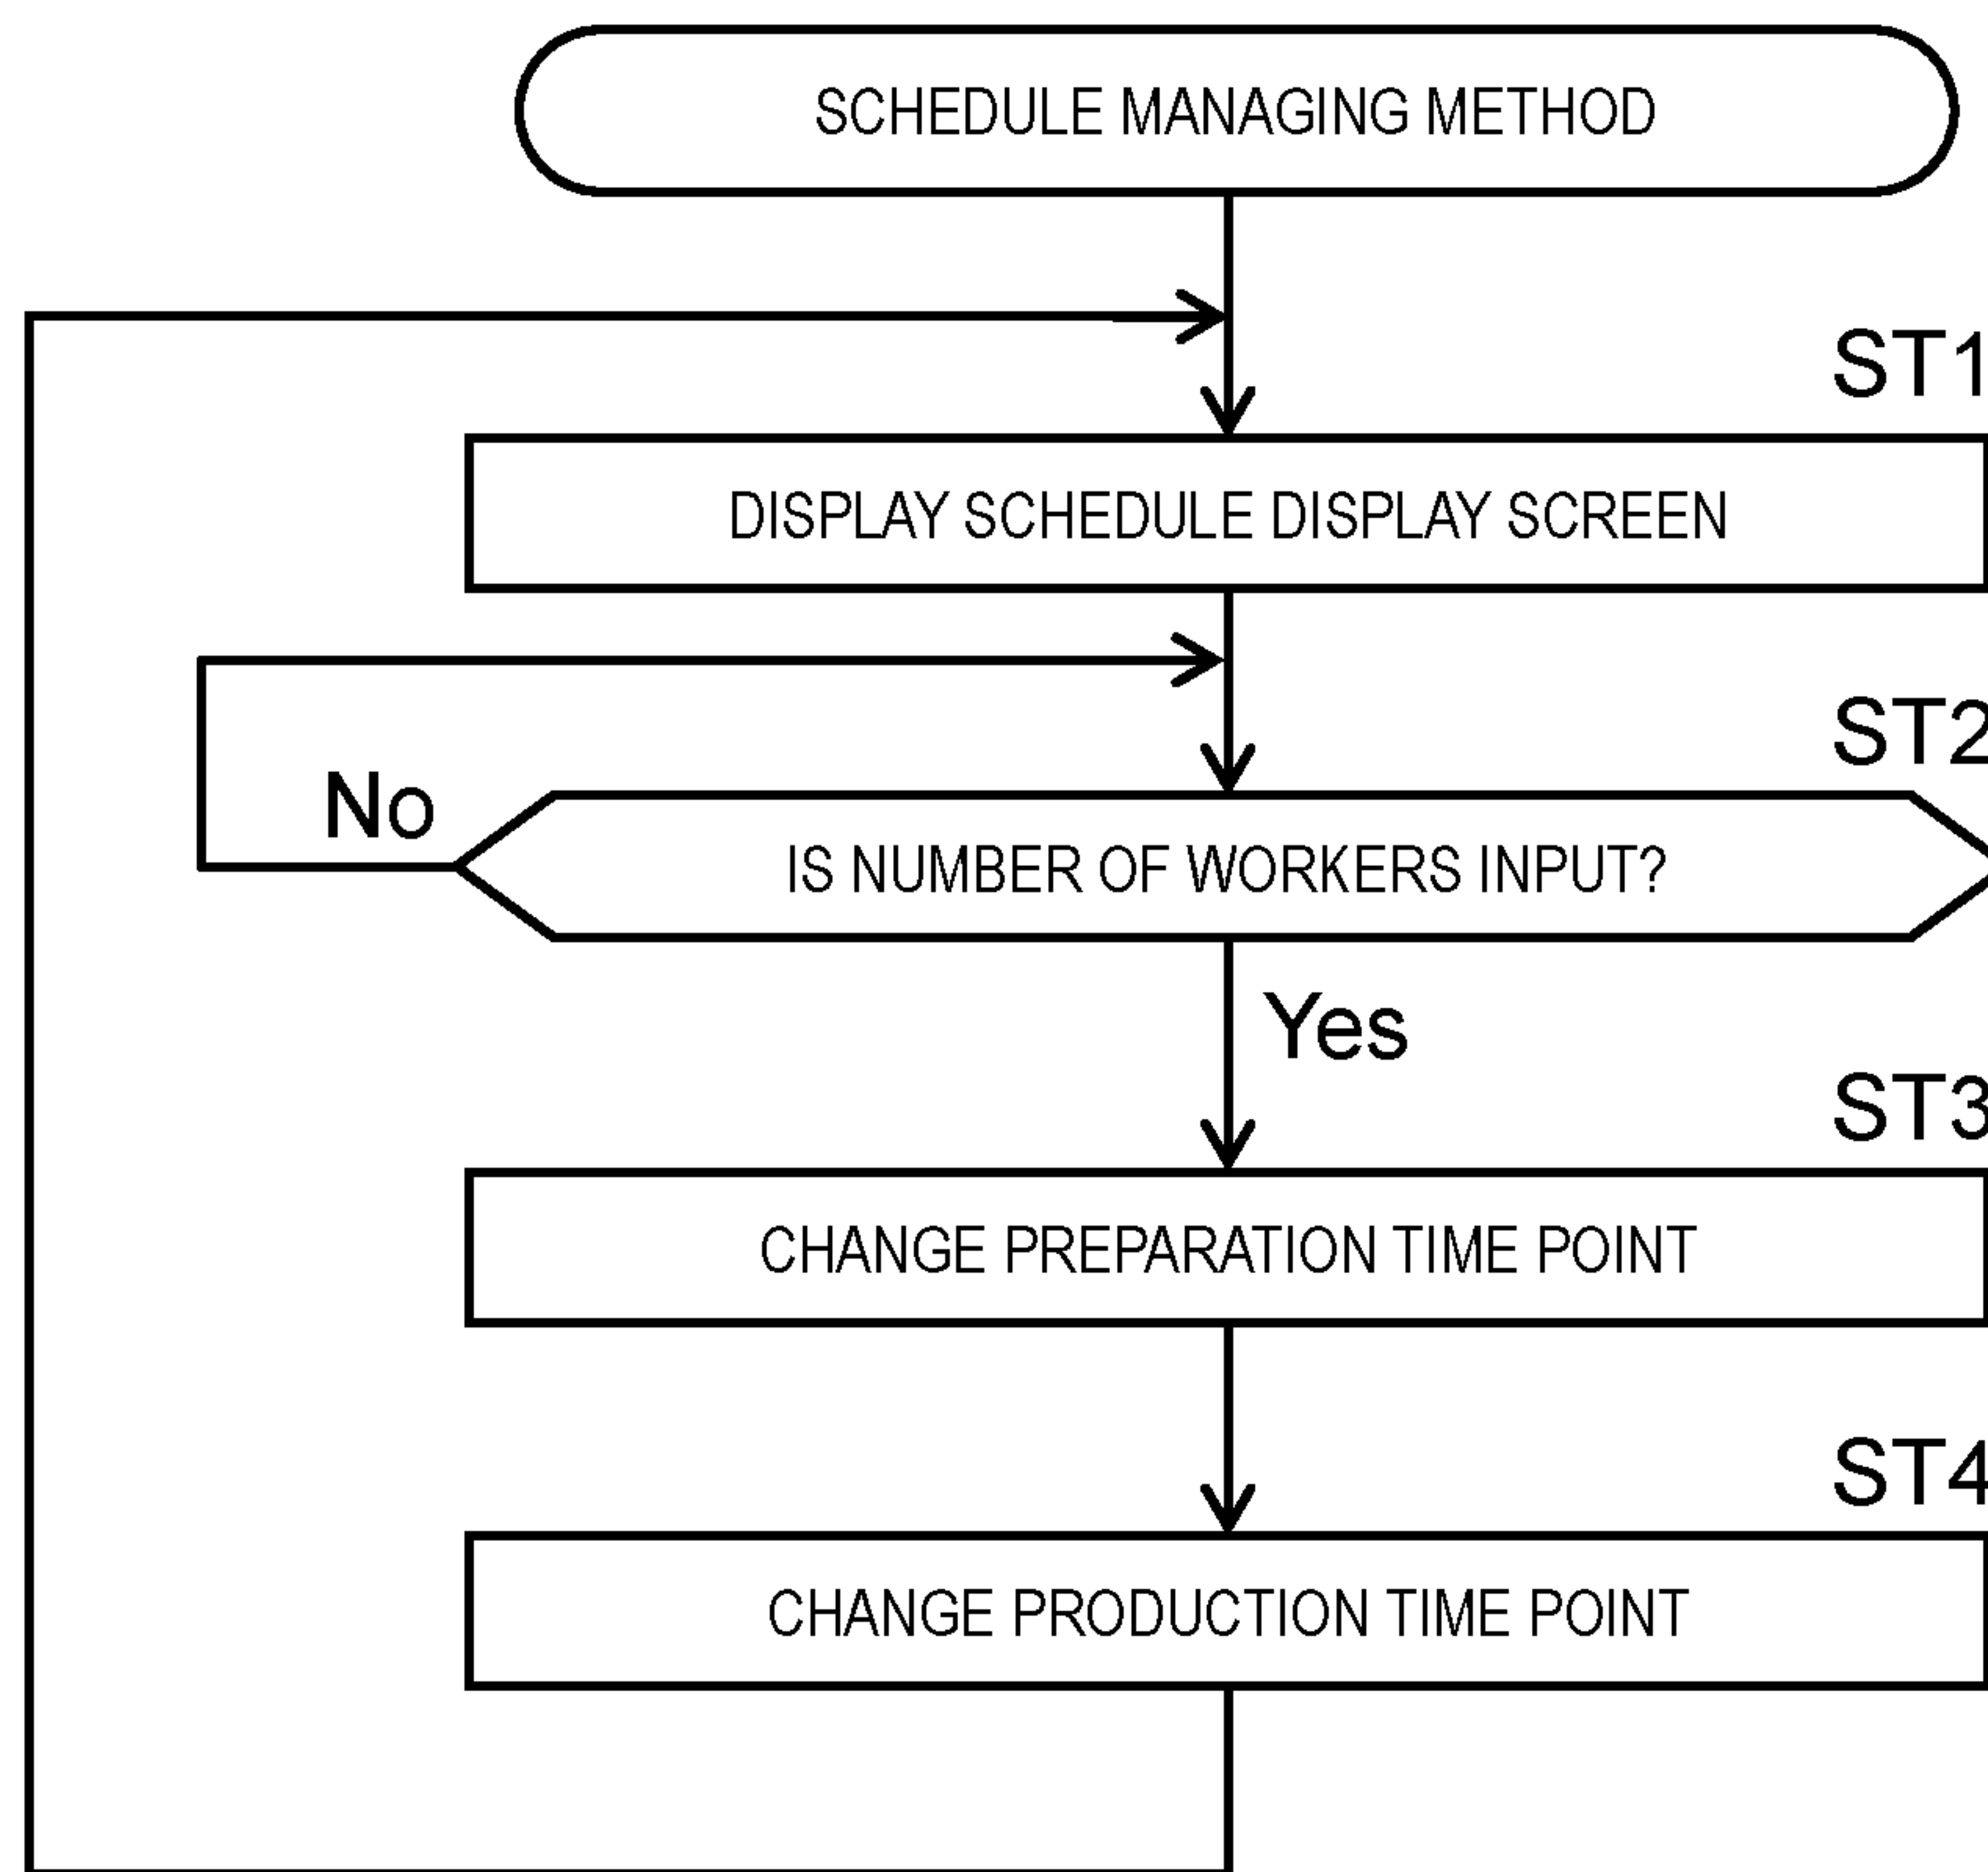 SCHEDULE MANAGING METHOD
ST1
DISPLAY SCHEDULE DISPLAY SCREEN
ST2
No
IS NUMBER OF WORKERS INPUT?
Yes
ST3
CHANGE PREPARATION TIME POINT
ST4
CHANGE PRODUCTION TIME POINT